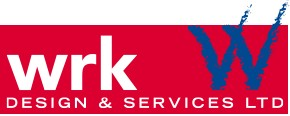 wrk W
DESIGN & SERVICES LTD